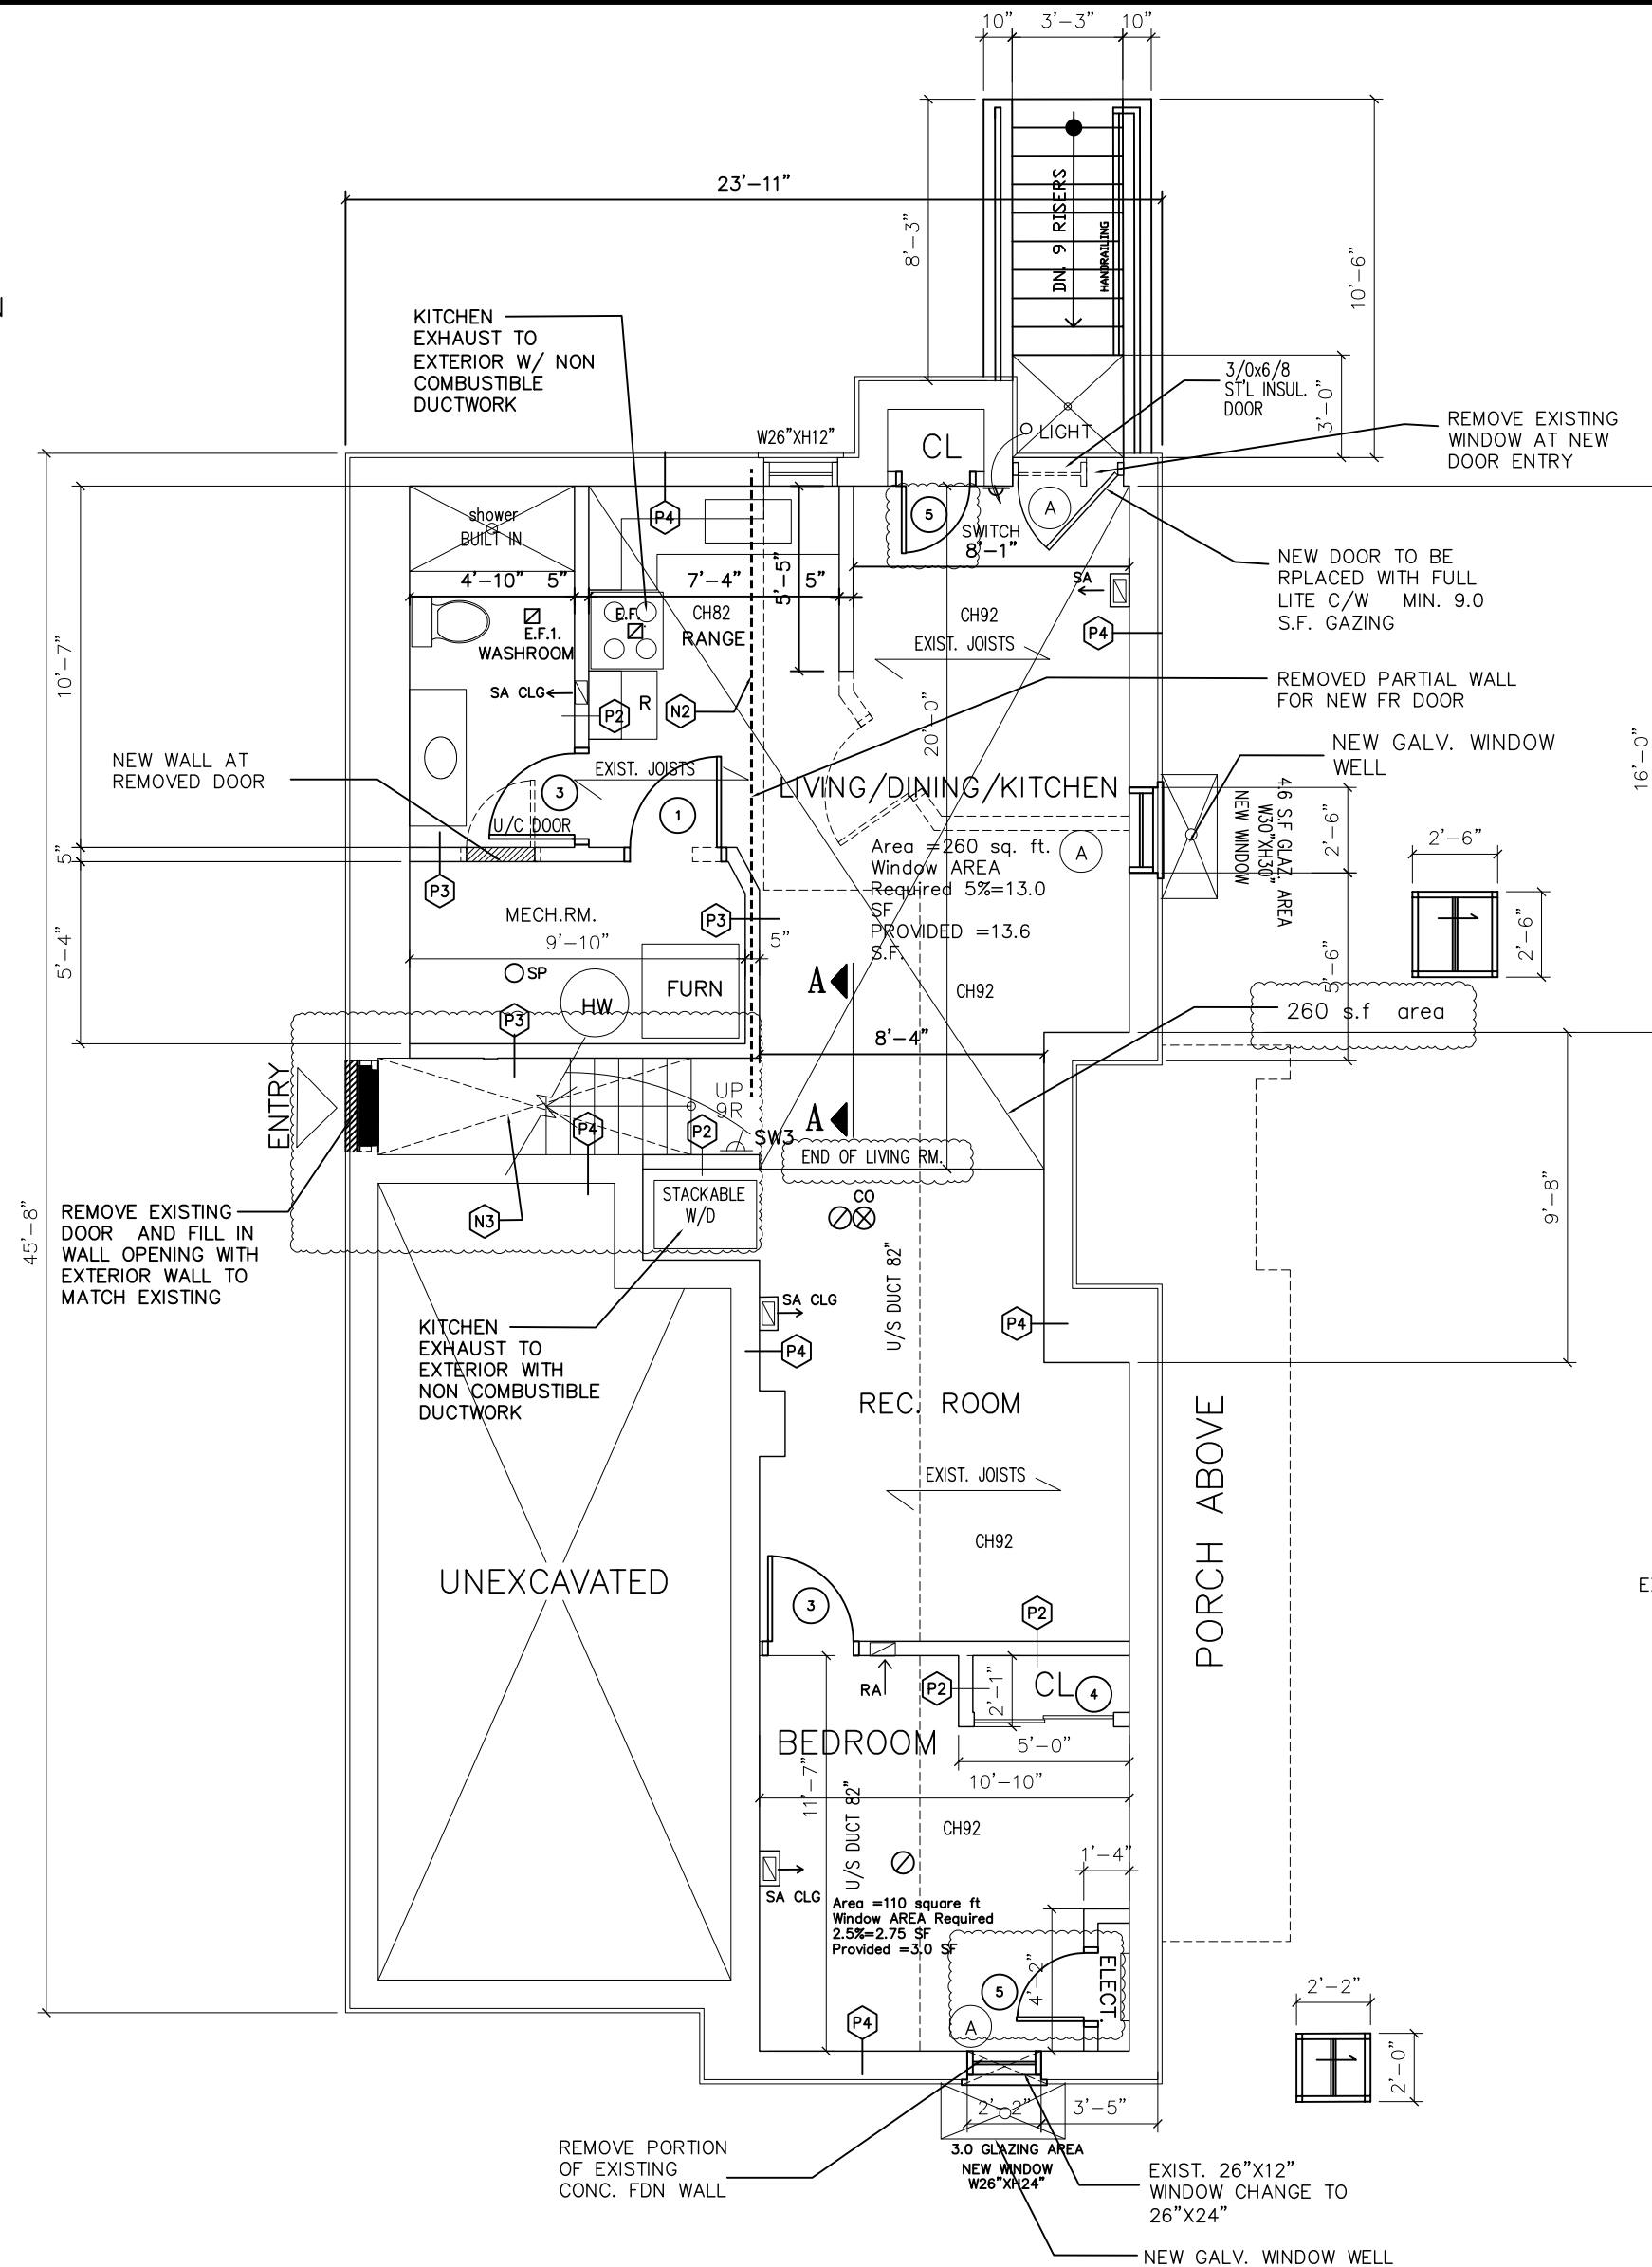 10" 3'-3" 10"
23'-11"
8'-3"
DN. 9 RISERS
HANDRAILING
10'-6"
3'-0"
KITCHEN
EXHAUST TO
EXTERIOR W/ NON
COMBUSTIBLE
DUCTWORK
3/0x6/8
ST'L INSUL.
DOOR
REMOVE EXISTING
WINDOW AT NEW
DOOR ENTRY
W26"XH12"
CL
LIGHT
shower
BUILT IN
P4
5
SWITCH
A
8'-1"
NEW DOOR TO BE
RPLACED WITH FULL
LITE C/W MIN. 9.0
S.F. GAZING
4'-10" 5"
7'-4"
5'-5"
5"
SA
E.F.
CH82
RANGE
CH92
E.F.1.
WASHROOM
P4
EXIST. JOISTS
10'-7"
SA CLG
P2
R
N2
20'-0"
REMOVED PARTIAL WALL
FOR NEW FR DOOR
NEW GALV. WINDOW
WELL
16'-0"
NEW WALL AT
REMOVED DOOR
EXIST. JOISTS
3
1
U/C DOOR
LIVING/DINING/KITCHEN
4.6 S.F GLAZ. AREA
W30"XH30"
NEW WINDOW
2'-6"
2'-6"
2'-6"
Area =260 sq. ft.
Window AREA
Required 5%=13.0
SF
PROVIDED =13.6
S.F.
A
5"
P3
5'-4"
MECH.RM.
9'-10"
P3
5"
SP
FURN
HW
A
CH92
5'-6"
260 s.f area
P3
8'-4"
ENTRY
UP
9R
P4
P2
SW3
A
END OF LIVING RM.
45'-8"
REMOVE EXISTING
DOOR AND FILL IN
WALL OPENING WITH
EXTERIOR WALL TO
MATCH EXISTING
N3
STACKABLE
W/D
CO
9'-8"
U/S DUCT 82"
SA CLG
P4
P4
KITCHEN
EXHAUST TO
EXTERIOR WITH
NON COMBUSTIBLE
DUCTWORK
REC. ROOM
PORCH ABOVE
EXIST. JOISTS
CH92
UNEXCAVATED
3
P2
RA
P2
2'-1"
CL
4
BEDROOM
5'-0"
10'-10"
11'-7"
U/S DUCT 82"
CH92
1'-4"
SA CLG
Area =110 square ft
Window AREA Required
2.5%=2.75 SF
Provided =3.0 SF
5
4'-2"
ELECT.
A
P4
2'-2"
2'-0"
2'-2"
3'-5"
REMOVE PORTION
OF EXISTING
CONC. FDN WALL
3.0 GLAZING AREA
NEW WINDOW
W26"XH24"
EXIST. 26"X12"
WINDOW CHANGE TO
26"X24"
NEW GALV. WINDOW WELL